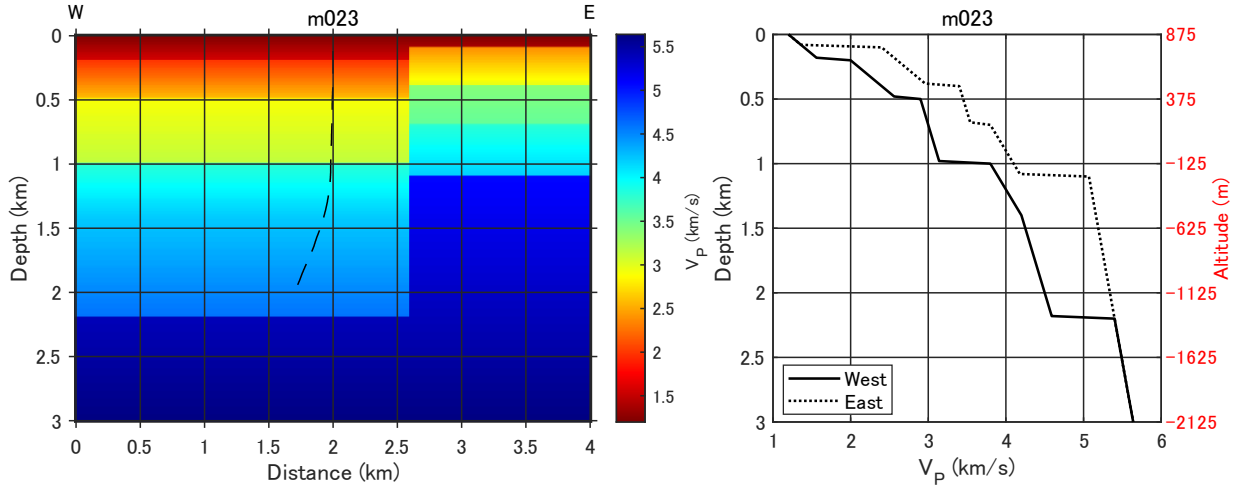 W E
m023
0
0.5
1
1.5
2
2.5
3
Depth (km)
0 0.5 1 1.5 2 2.5 3 3.5 4
Distance (km)
5.5
5
4.5
4
3.5
3
2.5
2
1.5
V_P (km/s)
m023
0
0.5
1
1.5
2
2.5
3
Depth (km)
West
East
1 2 3 4 5 6
V_P (km/s)
875
375
-125
-625
-1125
-1625
-2125
Altitude (m)